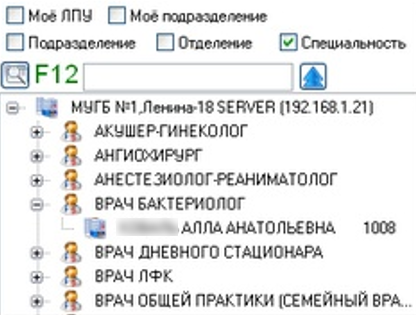 Моё ЛПУ Моё подразделение
Подразделение Отделение Специальность
F12
МУГБ №1,Ленина-18 SERVER (192.168.1.21)
АКУШЕР-ГИНЕКОЛОГ
АНГИОХИРУРГ
АНЕСТЕЗИОЛОГ-РЕАНИМАТОЛОГ
ВРАЧ БАКТЕРИОЛОГ
АЛЛА АНАТОЛЬЕВНА 1008
ВРАЧ ДНЕВНОГО СТАЦИОНАРА
ВРАЧ ЛФК
ВРАЧ ОБЩЕЙ ПРАКТИКИ (СЕМЕЙНЫЙ ВРА...